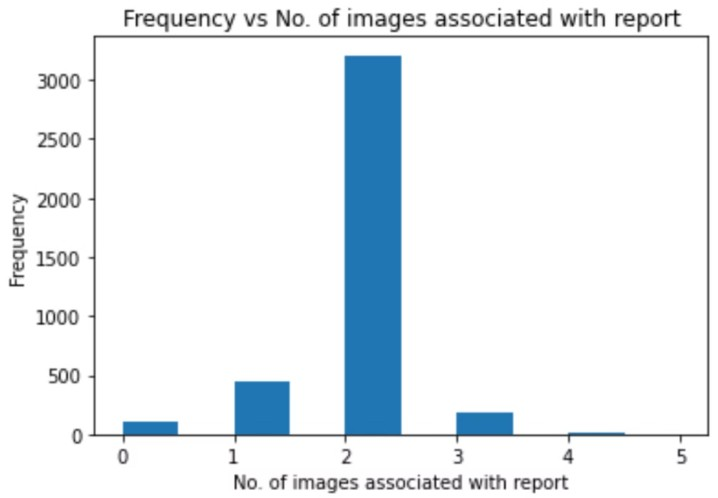 Frequency vs No. of images associated with report
3000
2500
2000
1500
1000
500
0
Frequency
0 1 2 3 4 5
No. of images associated with report